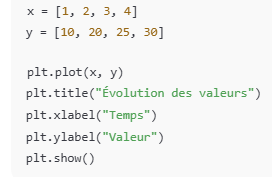 x = [1, 2, 3, 4]
y = [10, 20, 25, 30]
plt.plot(x, y)
plt.title("Évolution des valeurs")
plt.xlabel("Temps")
plt.ylabel("Valeur")
plt.show()